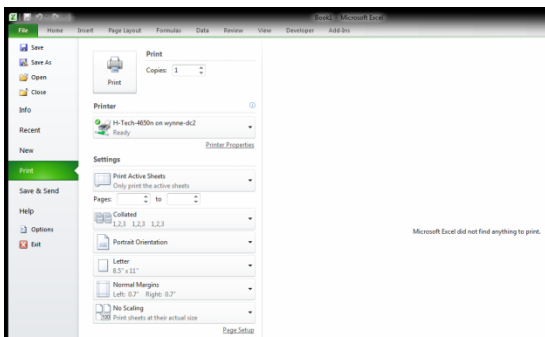 Book1 - Microsoft Excel
File Home Insert Page Layout Formulas Data Review View Developer Add-Ins
Save
Save As
Open
Close
Info
Recent
New
Print
Save & Send
Help
Options
Exit
Print
Print
Copies: 1
Printer
H-Tech-4650n on wynne-dc2
Ready
Printer Properties
Settings
Print Active Sheets
Only print the active sheets
Pages: to
Collated
1,2,3 1,2,3 1,2,3
Portrait Orientation
Letter
8.5" x 11"
Normal Margins
Left: 0.7" Right: 0.7"
No Scaling
100 Print sheets at their actual size
Page Setup
Microsoft Excel did not find anything to print.